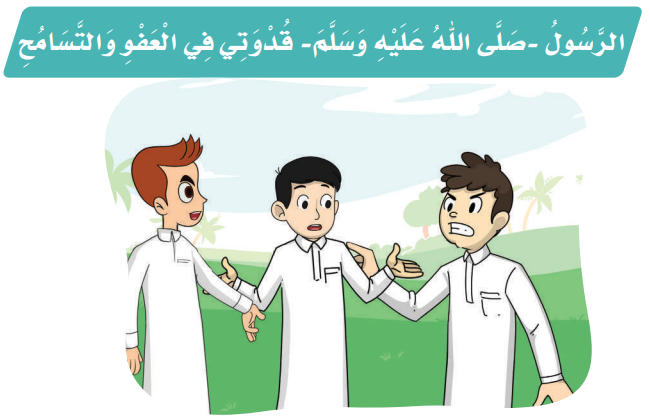 الرَّسُولُ -صَلَّى اللهُ عَلَيْهِ وَسَلَّمَ- قُدْوَتِي فِي الْعَفْوِ وَالتَّسَامُحِ